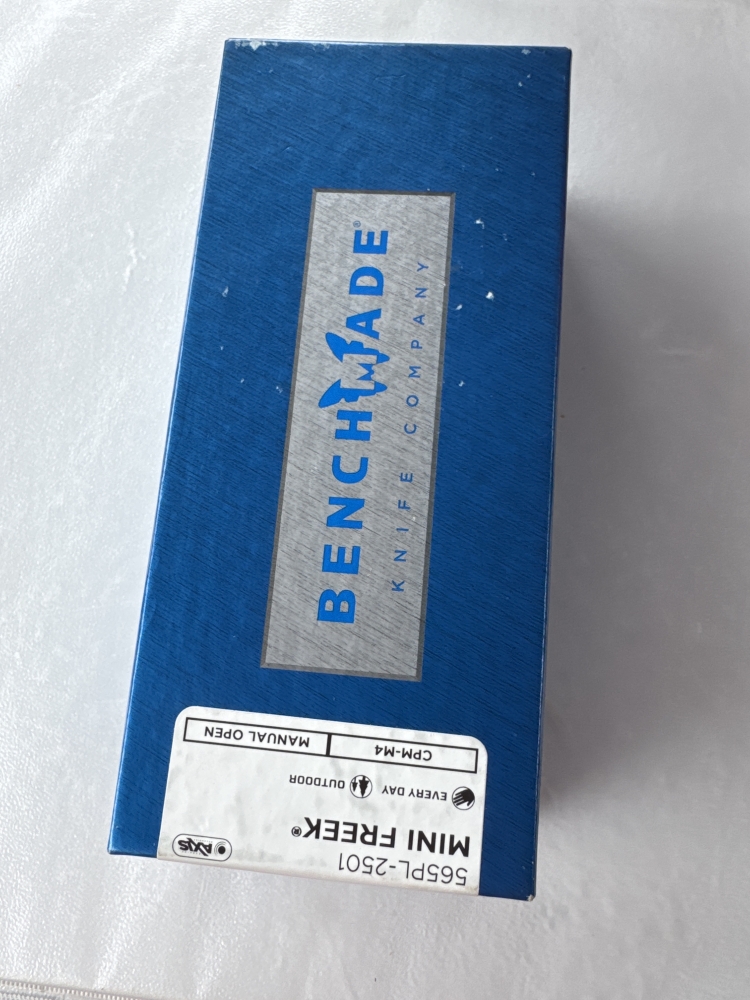 BENCHMADE®
KNIFE COMPANY
565PL-2501
MINI FREEK® AXIS
EVERY DAY OUTDOOR
CPM-M4 MANUAL OPEN